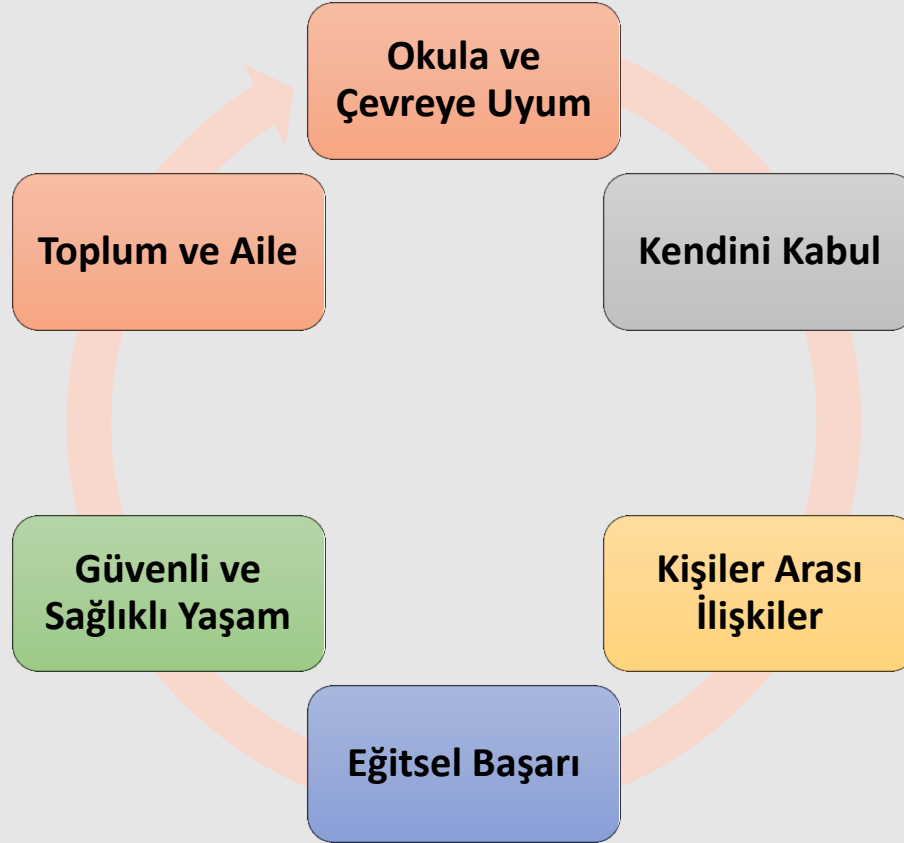 Okula ve
Çevreye Uyum
Kendini Kabul
Kişiler Arası
İlişkiler
Eğitsel Başarı
Güvenli ve
Sağlıklı Yaşam
Toplum ve Aile